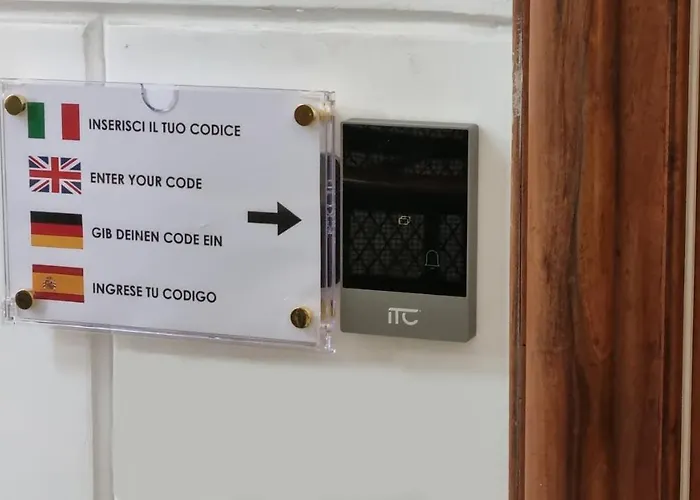 INSERISCI IL TUO CODICE
ENTER YOUR CODE
GIB DEINEN CODE EIN
INGRESE TU CODIGO
ITC